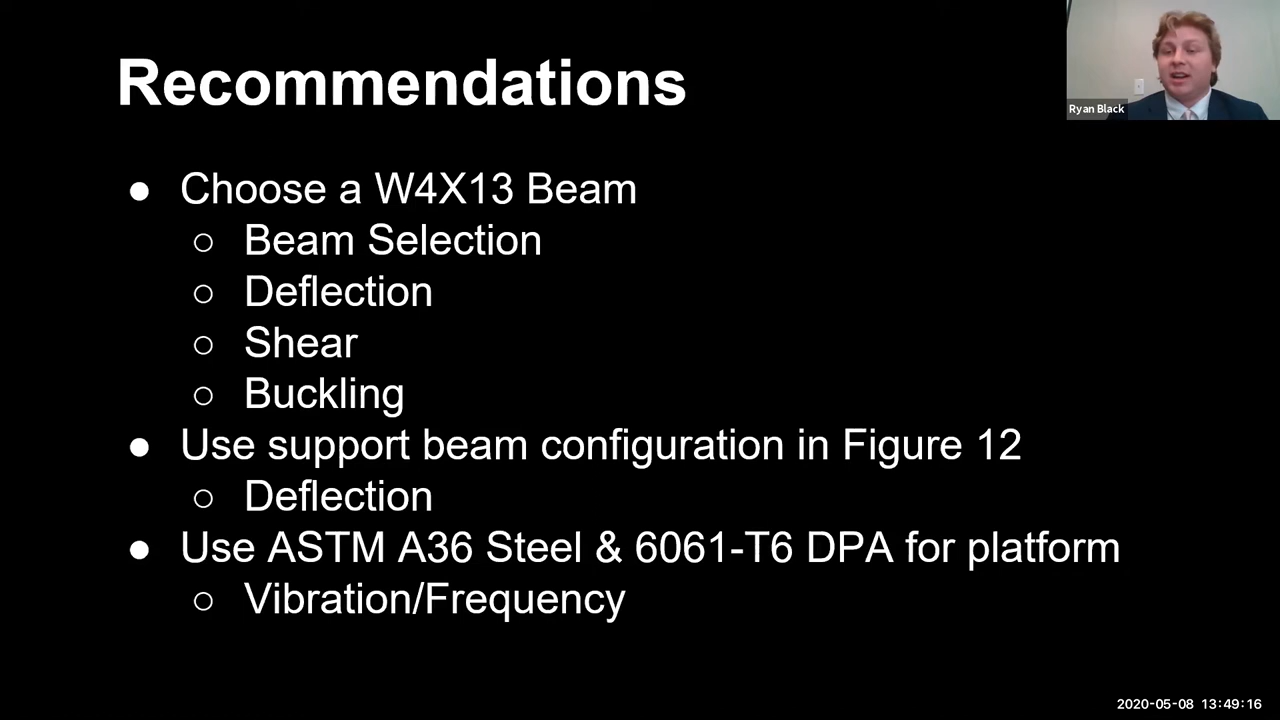 Recommendations
Ryan Black
● Choose a W4X13 Beam
○ Beam Selection
○ Deflection
○ Shear
○ Buckling
● Use support beam configuration in Figure 12
○ Deflection
● Use ASTM A36 Steel & 6061-T6 DPA for platform
○ Vibration/Frequency
2020-05-08 13:49:16